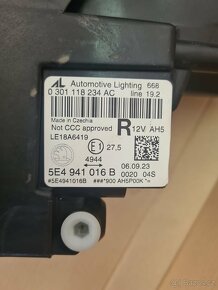 AL Automotive Lighting 668
0 301 118 234 AC line 19.2
Made in Czechia
Not CCC approved R 12V AH5
LE18A6419
E1 27,5
4944 06.09.23
5E4 941 016 B 0020 04S
#5E4941016B ###*900 AH5P00K *=